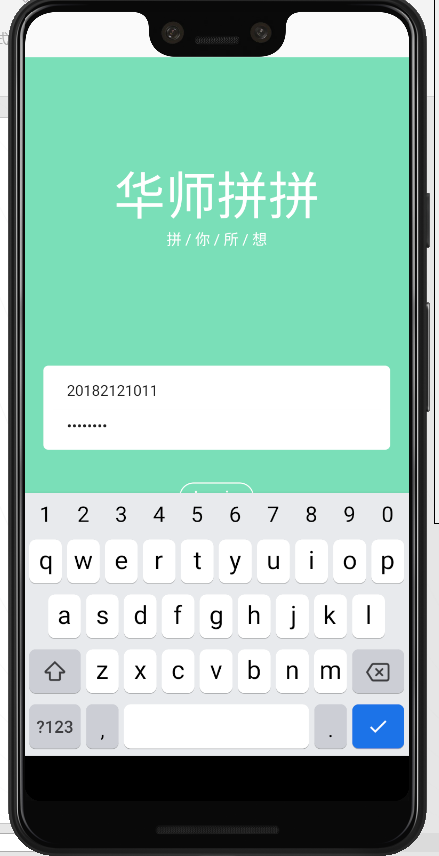 华师拼拼
拼 / 你 / 所 / 想
20182121011
••••••••
1 2 3 4 5 6 7 8 9 0
q w e r t y u i o p
a s d f g h j k l
z x c v b n m
?123 , .